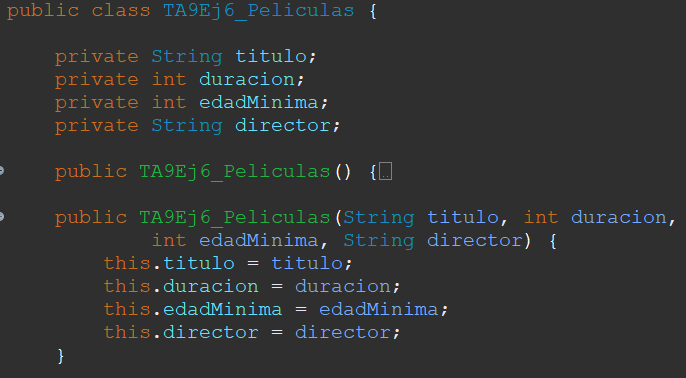 public class TA9Ej6_Peliculas {
private String titulo;
private int duracion;
private int edadMinima;
private String director;
public TA9Ej6_Peliculas() {..
public TA9Ej6_Peliculas(String titulo, int duracion,
int edadMinima, String director) {
this.titulo = titulo;
this.duracion = duracion;
this.edadMinima = edadMinima;
this.director = director;
}